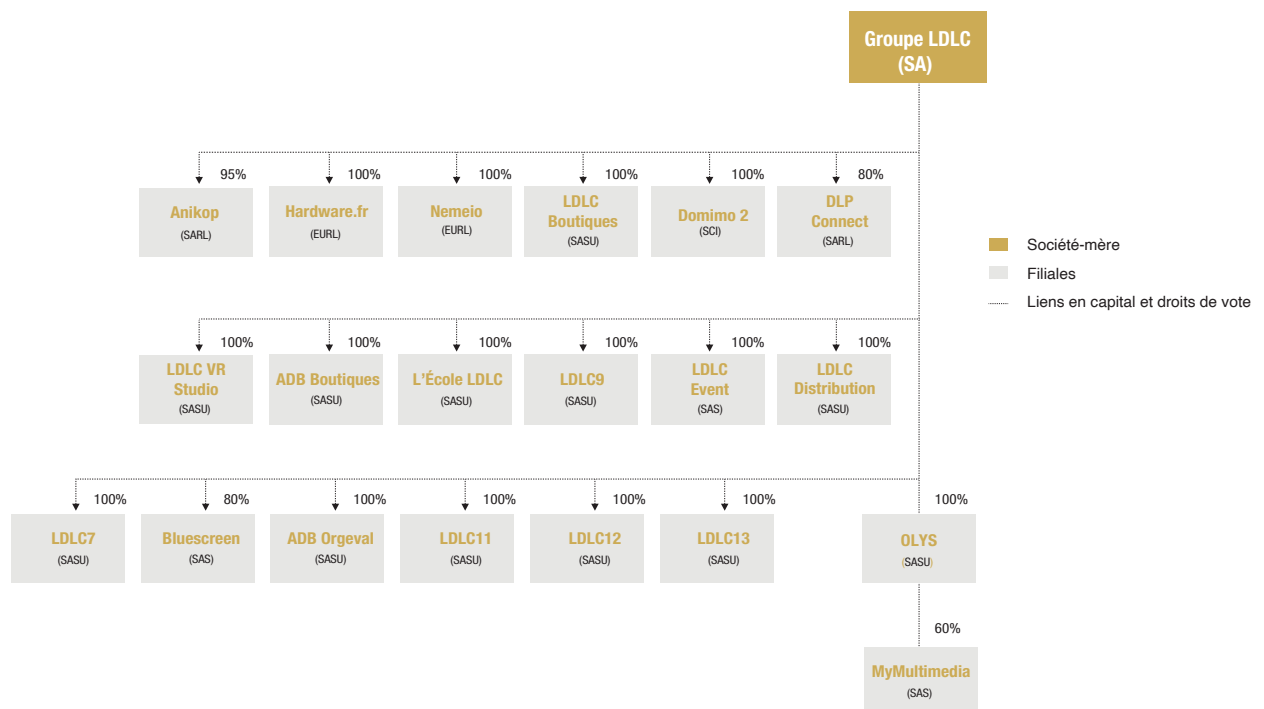 Groupe LDLC
(SA)
95%
100%
100%
100%
100%
80%
Anikop
(SARL)
Hardware.fr
(EURL)
Nemeio
(EURL)
LDLC
Boutiques
(SASU)
Domimo 2
(SCI)
DLP
Connect
(SARL)
Société-mère
Filiales
Liens en capital et droits de vote
100%
100%
100%
100%
100%
100%
LDLC VR
Studio
(SASU)
ADB Boutiques
(SASU)
L'École LDLC
(SASU)
LDLC9
(SASU)
LDLC
Event
(SAS)
LDLC
Distribution
(SASU)
100%
80%
100%
100%
100%
100%
100%
LDLC7
(SASU)
Bluescreen
(SAS)
ADB Orgeval
(SASU)
LDLC11
(SASU)
LDLC12
(SASU)
LDLC13
(SASU)
OLYS
(SASU)
60%
MyMultimedia
(SAS)